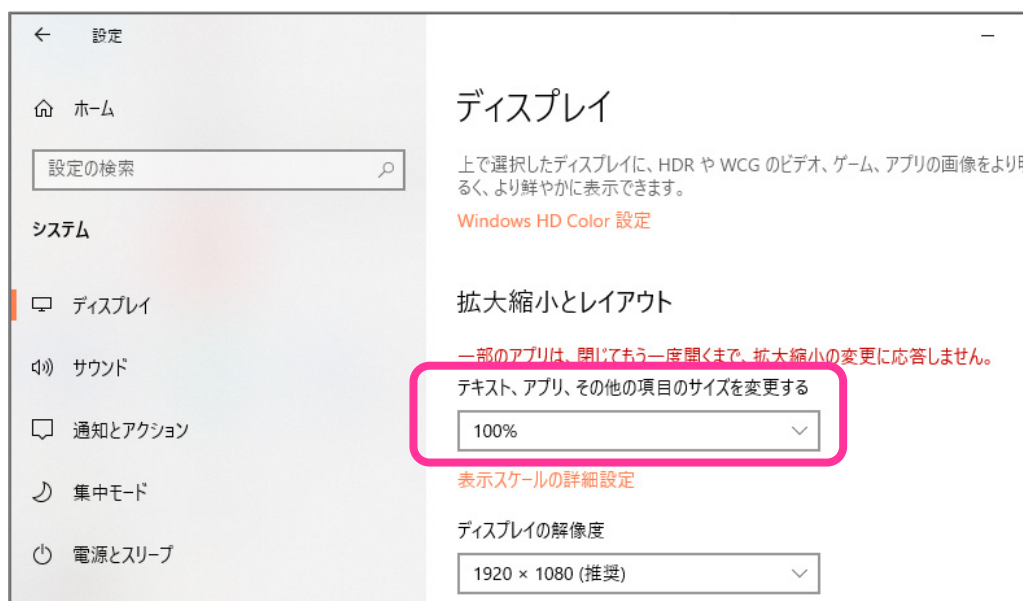 設定
ホーム
設定の検索
システム
ディスプレイ
サウンド
通知とアクション
集中モード
電源とスリープ
ディスプレイ
上で選択したディスプレイに、HDR や WCG のビデオ、ゲーム、アプリの画像をより明
るく、より鮮やかに表示できます。
Windows HD Color 設定
拡大縮小とレイアウト
一部のアプリは、閉じてもう一度開くまで、拡大縮小の変更に応答しません。
テキスト、アプリ、その他の項目のサイズを変更する
100%
表示スケールの詳細設定
ディスプレイの解像度
1920 × 1080 (推奨)